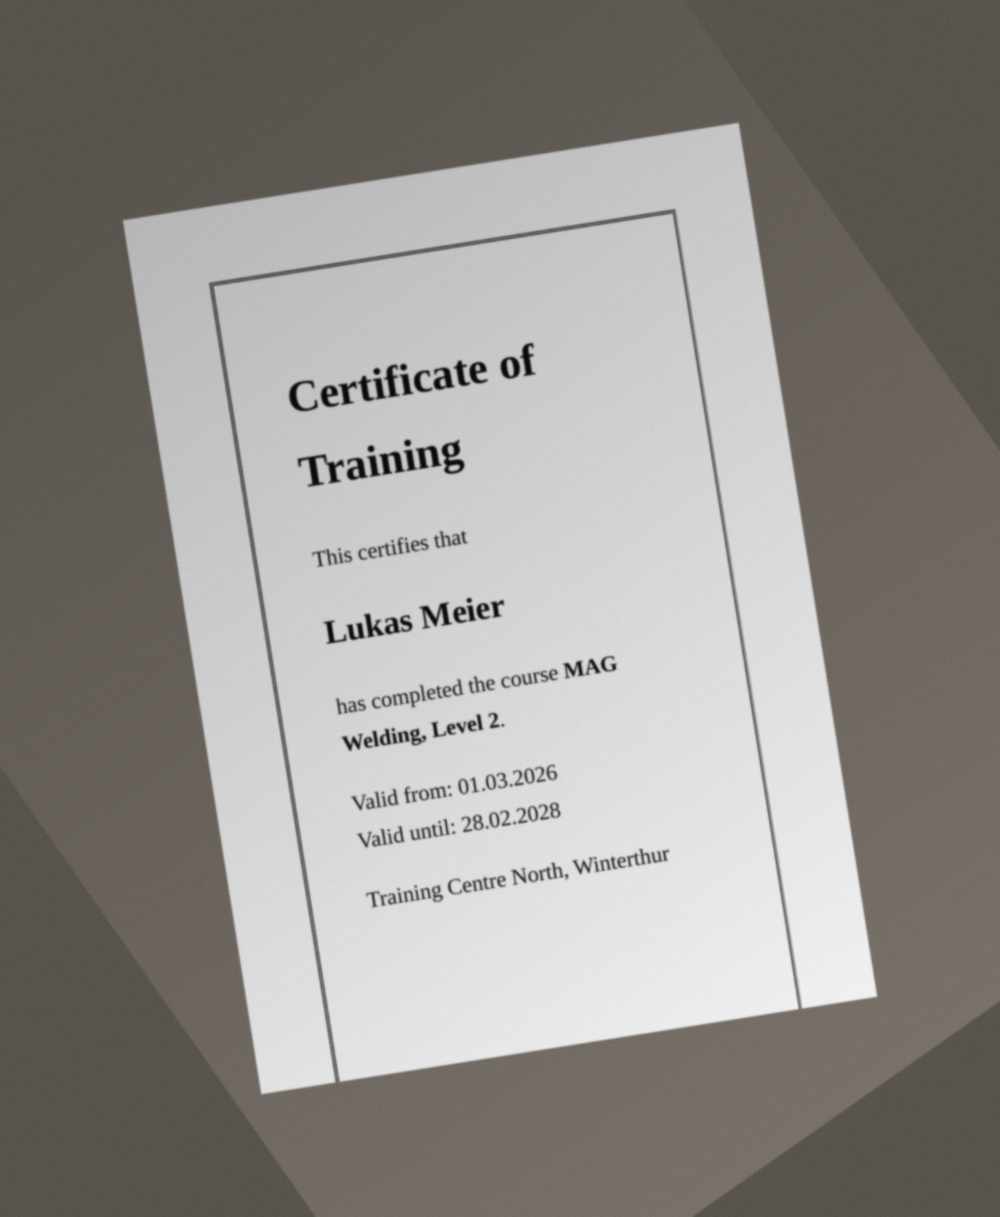 Certificate of
Training
This certifies that
Lukas Meier
has completed the course MAG
Welding, Level 2.
Valid from: 01.03.2026
Valid until: 28.02.2028
Training Centre North, Winterthur